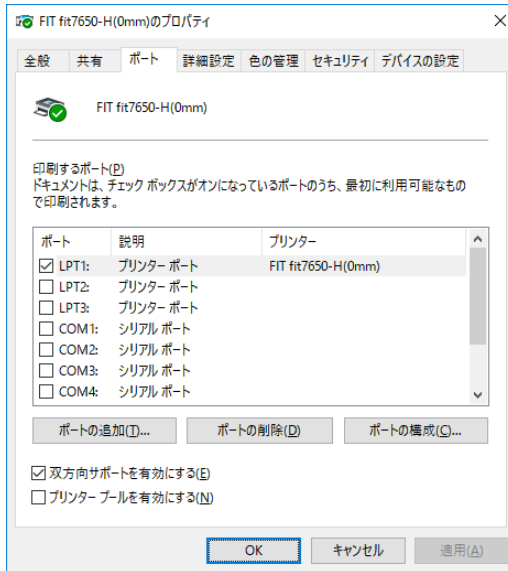 FIT fit7650-H(0mm)のプロパティ
全般 共有 ポート 詳細設定 色の管理 セキュリティ デバイスの設定
FIT fit7650-H(0mm)
印刷するポート(P)
ドキュメントは、チェック ボックスがオンになっているポートのうち、最初に利用可能なもの
で印刷されます。
ポート 説明 プリンター
LPT1: プリンター ポート FIT fit7650-H(0mm)
LPT2: プリンター ポート
LPT3: プリンター ポート
COM1: シリアル ポート
COM2: シリアル ポート
COM3: シリアル ポート
COM4: シリアル ポート
ポートの追加(T)... ポートの削除(D) ポートの構成(C)...
双方向サポートを有効にする(E)
プリンター プールを有効にする(N)
OK キャンセル 適用(A)